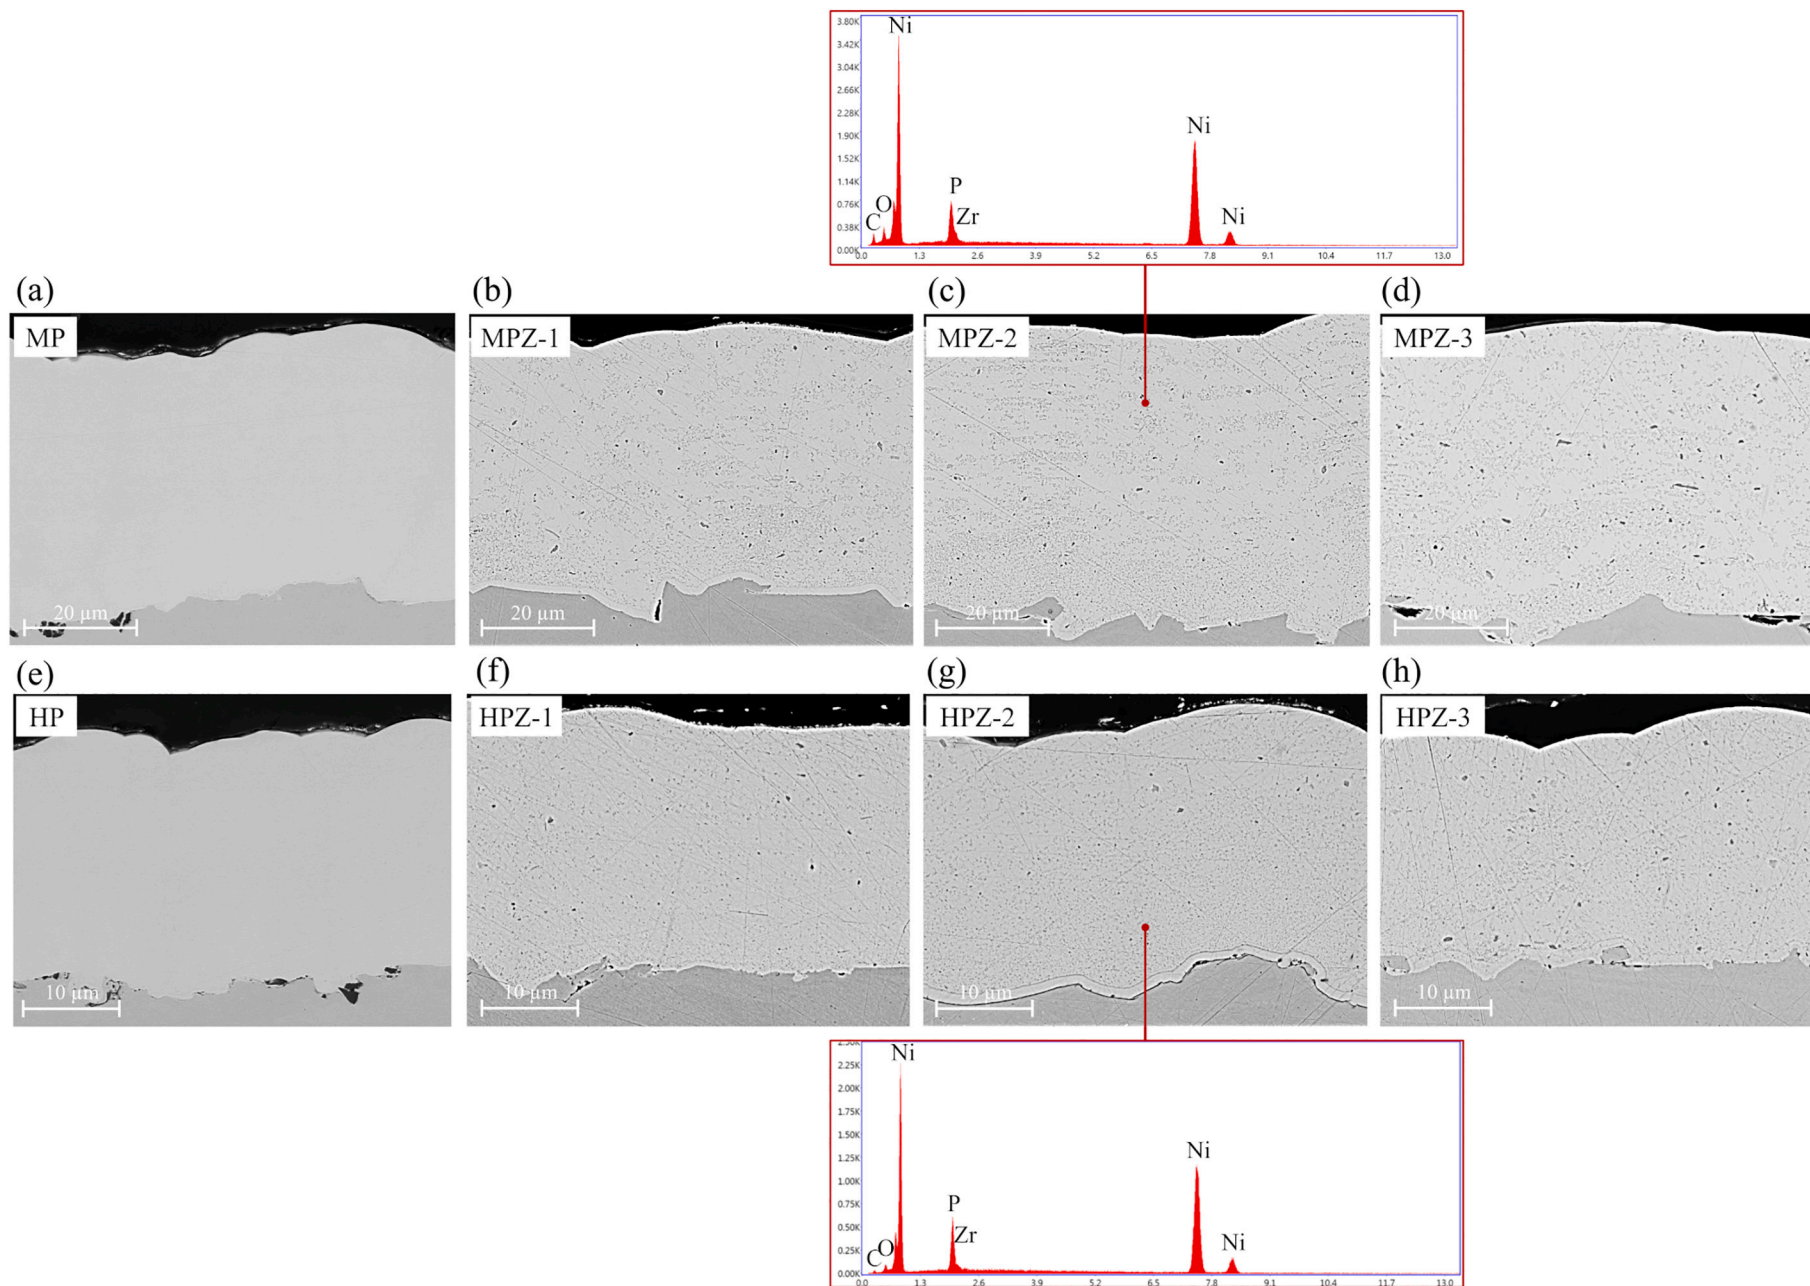 3.80K
Ni
3.42K
3.04K
2.66K
2.28K
1.90K
Ni
1.52K
1.14K
P
0.76K
O
Zr
C
Ni
0.38K
0.00K
0.0 1.3 2.6 3.9 5.2 6.5 7.8 9.1 10.4 11.7 13.0
(a) (b) (c) (d)
MP MPZ-1 MPZ-2 MPZ-3
20 µm 20 µm 20 µm 20 µm
(e) (f) (g) (h)
HP HPZ-1 HPZ-2 HPZ-3
10 µm 10 µm 10 µm 10 µm
2.50K
Ni
2.25K
2.00K
1.75K
1.50K
Ni
1.25K
1.00K
P
0.75K
Zr
0.50K
O
Ni
C
0.25K
0.00K
0.0 1.3 2.6 3.9 5.2 6.5 7.8 9.1 10.4 11.7 13.0